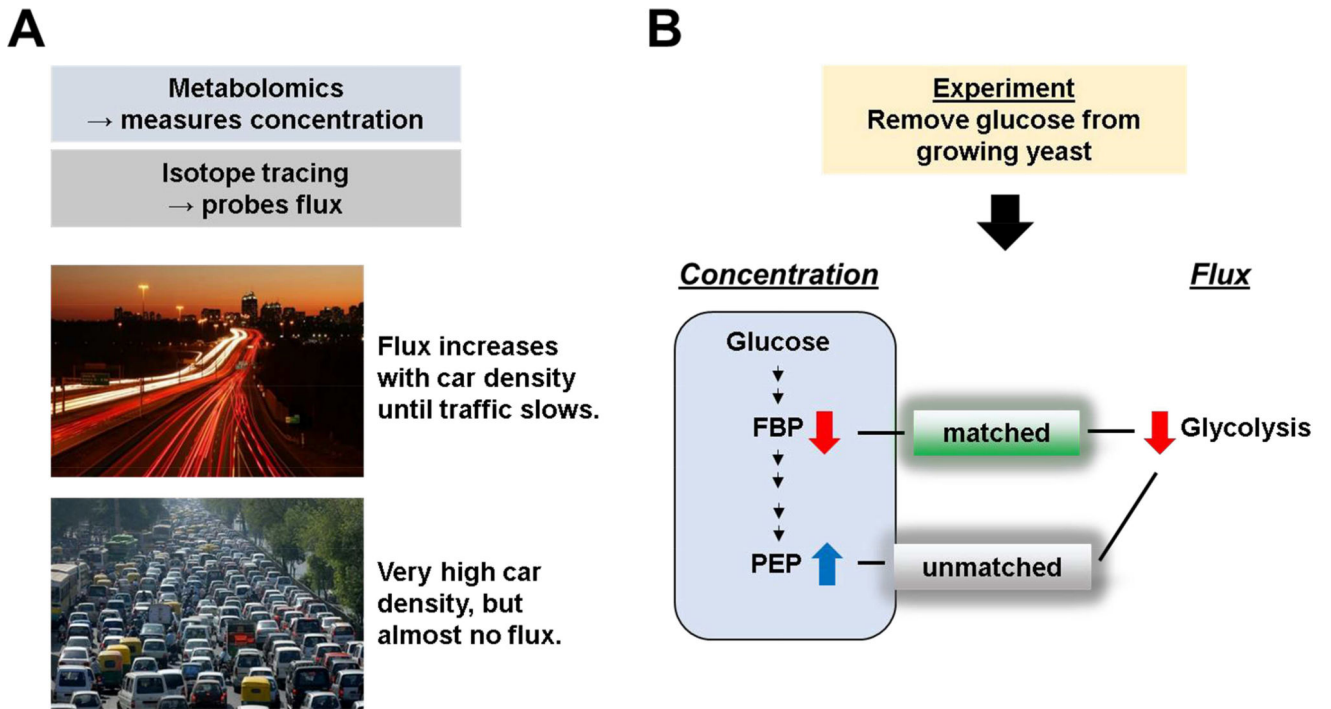 A
Metabolomics
→ measures concentration
Isotope tracing
→ probes flux
Flux increases
with car density
until traffic slows.
Very high car
density, but
almost no flux.
B
Experiment
Remove glucose from
growing yeast
Concentration
Flux
Glucose
FBP
matched
Glycolysis
PEP
unmatched